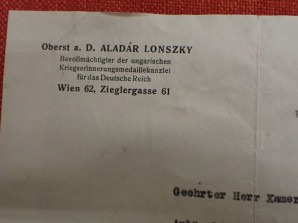 Oberst a. D. ALADÁR LONSZKY
Bevollmächtigter der ungarischen
Kriegserinnerungsmedaillekanzlei
für das Deutsche Reich
Wien 62, Zieglergasse 61
Geehrter Herr